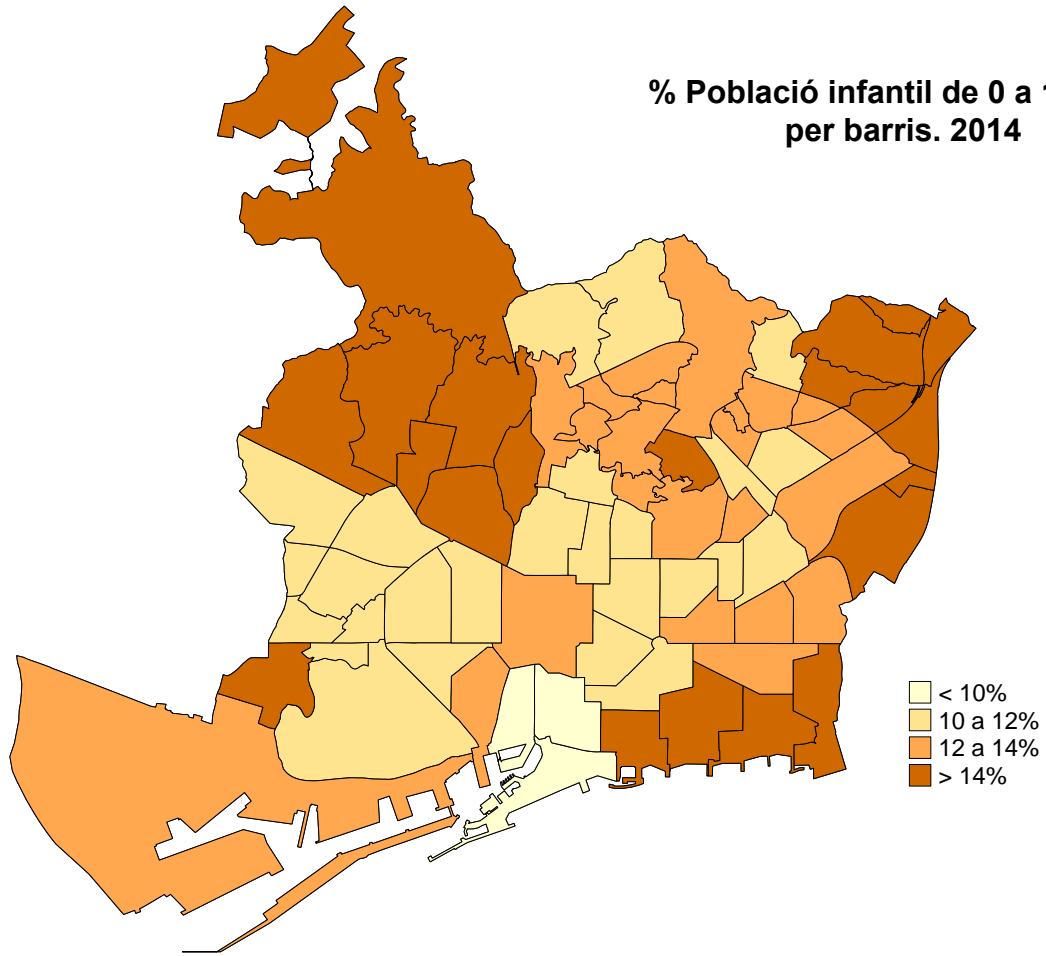 % Població infantil de 0 a
per barris. 2014
< 10%
10 a 12%
12 a 14%
> 14%